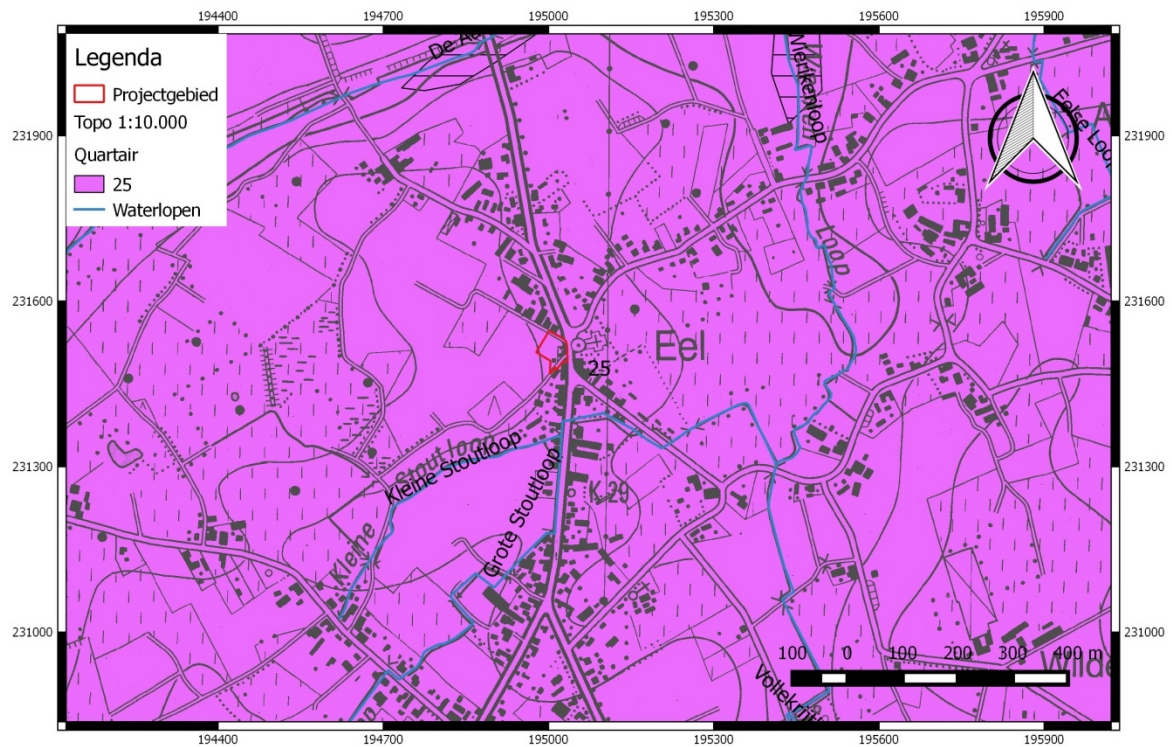 194400 194700 195000 195300 195600 195900
Legenda
Projectgebied
Topo 1:10.000
Quartair
25
Waterlopen
231900 231900
231600 231600
231300 231300
231000 231000
Loop
Eel
25
Stoutloop
Kleine Stoutloop
Grote Stoutloop
K 29
Kleine
100 0 100 200 300 400 m
194400 194700 195000 195300 195600 195900